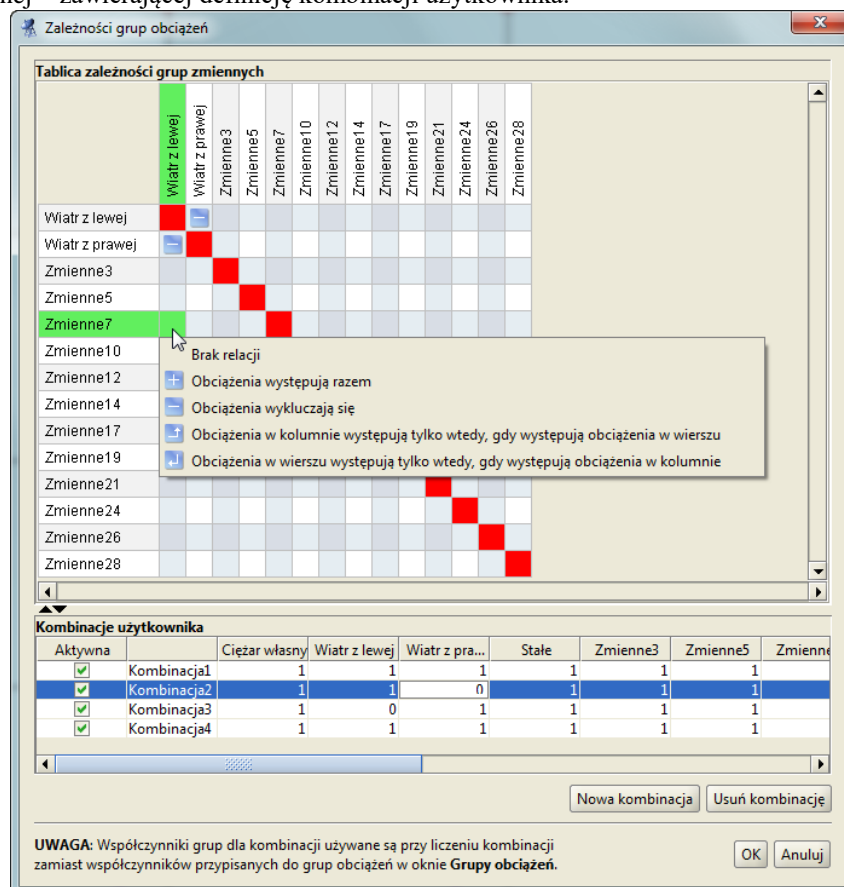 zawierającej definicję kombinacji użytkownika.
Zależności grup obciążeń
Tablica zależności grup zmiennych
Wiatr z lewej
Wiatr z prawej
Zmienne3
Zmienne5
Zmienne7
Zmienne10
Zmienne12
Zmienne14
Zmienne17
Zmienne19
Zmienne21
Zmienne24
Zmienne26
Zmienne28
Wiatr z lewej
Wiatr z prawej
Zmienne3
Zmienne5
Zmienne7
Zmienne10
Zmienne12
Zmienne14
Zmienne17
Zmienne19
Zmienne21
Zmienne24
Zmienne26
Zmienne28
Brak relacji
Obciążenia występują razem
Obciążenia wykluczają się
Obciążenia w kolumnie występują tylko wtedy, gdy występują obciążenia w wierszu
Obciążenia w wierszu występują tylko wtedy, gdy występują obciążenia w kolumnie
Kombinacje użytkownika
Aktywna Ciężar własny Wiatr z lewej Wiatr z pra... Stałe Zmienne3 Zmienne5 Zmienne
Kombinacja1 1 1 1 1 1 1
Kombinacja2 1 1 0 1 1 1
Kombinacja3 1 0 1 1 1 1
Kombinacja4 1 1 1 1 1 1
Nowa kombinacja Usuń kombinację
UWAGA: Współczynniki grup dla kombinacji używane są przy liczeniu kombinacji
zamiast współczynników przypisanych do grup obciążeń w oknie Grupy obciążeń.
OK Anuluj